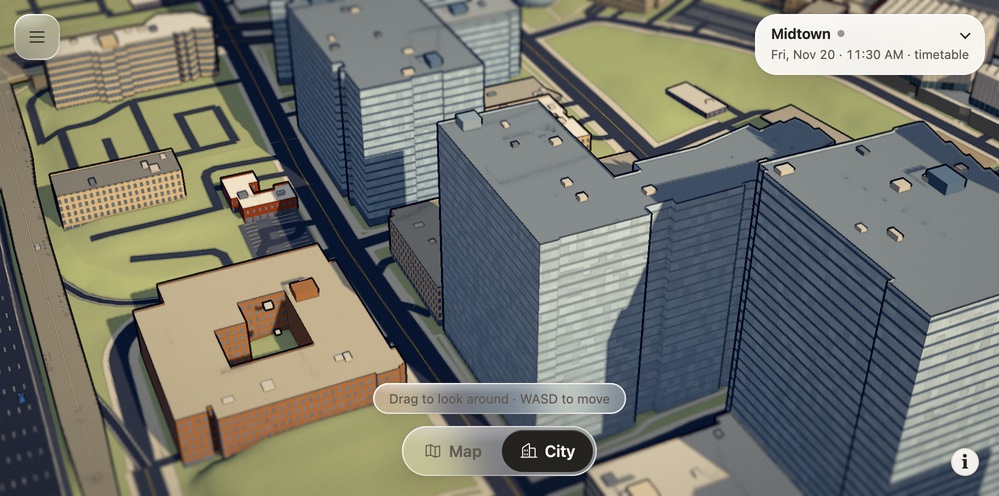 Midtown
Fri, Nov 20 · 11:30 AM · timetable
Drag to look around · WASD to move
Map
City
i